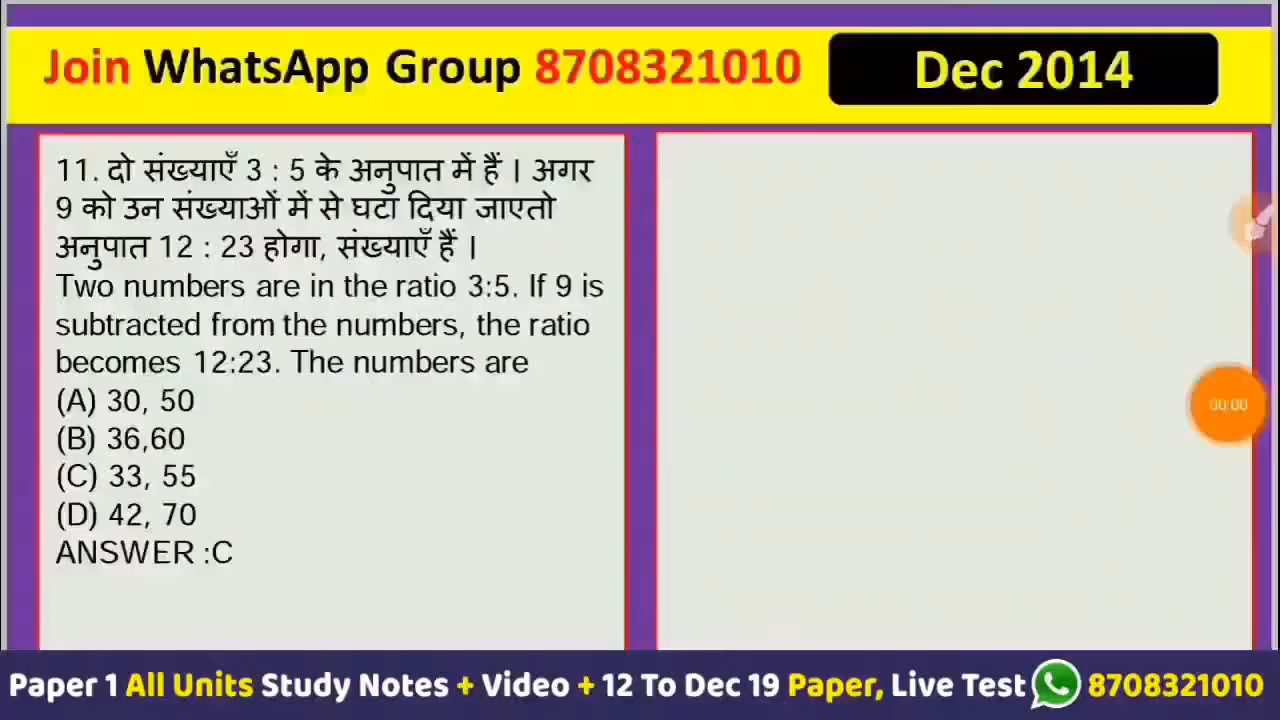 Join WhatsApp Group 8708321010
Dec 2014
11. दो संख्याएँ 3 : 5 के अनुपात में हैं । अगर
9 को उन संख्याओं में से घटा दिया जाएतो
अनुपात 12 : 23 होगा, संख्याएँ हैं ।
Two numbers are in the ratio 3:5. If 9 is
subtracted from the numbers, the ratio
becomes 12:23. The numbers are
(A) 30, 50
(B) 36,60
(C) 33, 55
(D) 42, 70
ANSWER :C
00:00
Paper 1 All Units Study Notes + Video + 12 To Dec 19 Paper, Live Test 8708321010